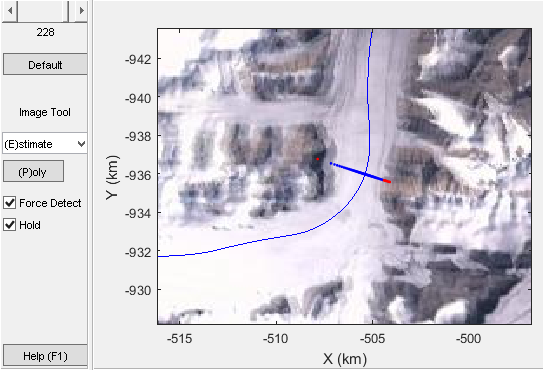 228
Default
Image Tool
(E)stimate
(P)oly
Force Detect
Hold
Help (F1)
Y (km)
-942
-940
-938
-936
-934
-932
-930
-515
-510
-505
-500
X (km)